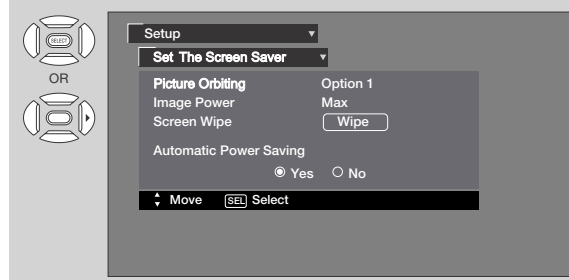 SELECT
OR
Setup
Set The Screen Saver
Picture Orbiting Option 1
Image Power Max
Screen Wipe Wipe
Automatic Power Saving
Yes No
Move SEL Select